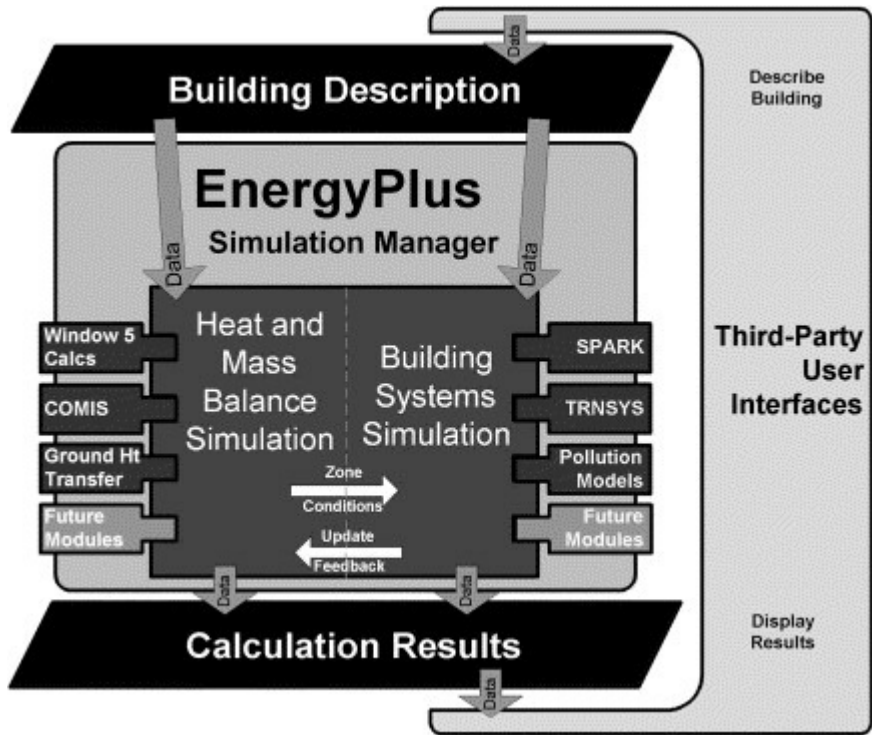 Data
Building Description
Describe
Building
EnergyPlus
Simulation Manager
Data
Data
Window 5
Calcs
COMIS
Ground Ht
Transfer
Future
Modules
Heat and
Mass
Balance
Simulation
Building
Systems
Simulation
Zone
Conditions
Update
Feedback
SPARK
TRNSYS
Pollution
Models
Future
Modules
Third-Party
User
Interfaces
Data
Data
Calculation Results
Display
Results
Data